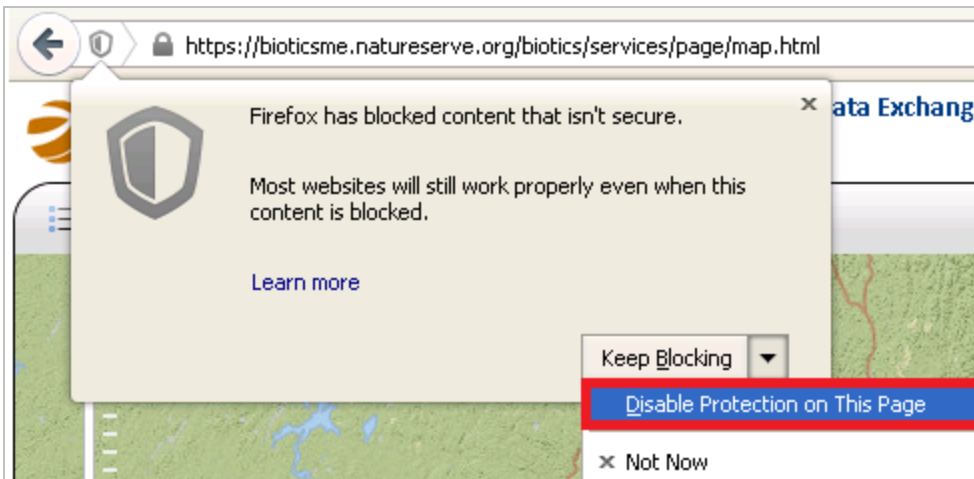 https://bioticsme.natureserve.org/biotics/services/page/map.html
Firefox has blocked content that isn't secure.
ata Exchang
Most websites will still work properly even when this
content is blocked.
Learn more
Keep Blocking
Disable Protection on This Page
Not Now